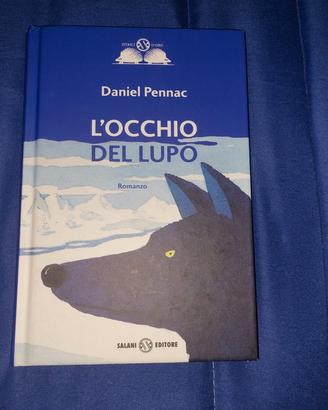 Daniel Pennac
L'OCCHIO
DEL LUPO
Romanzo
SALANI EDITORE